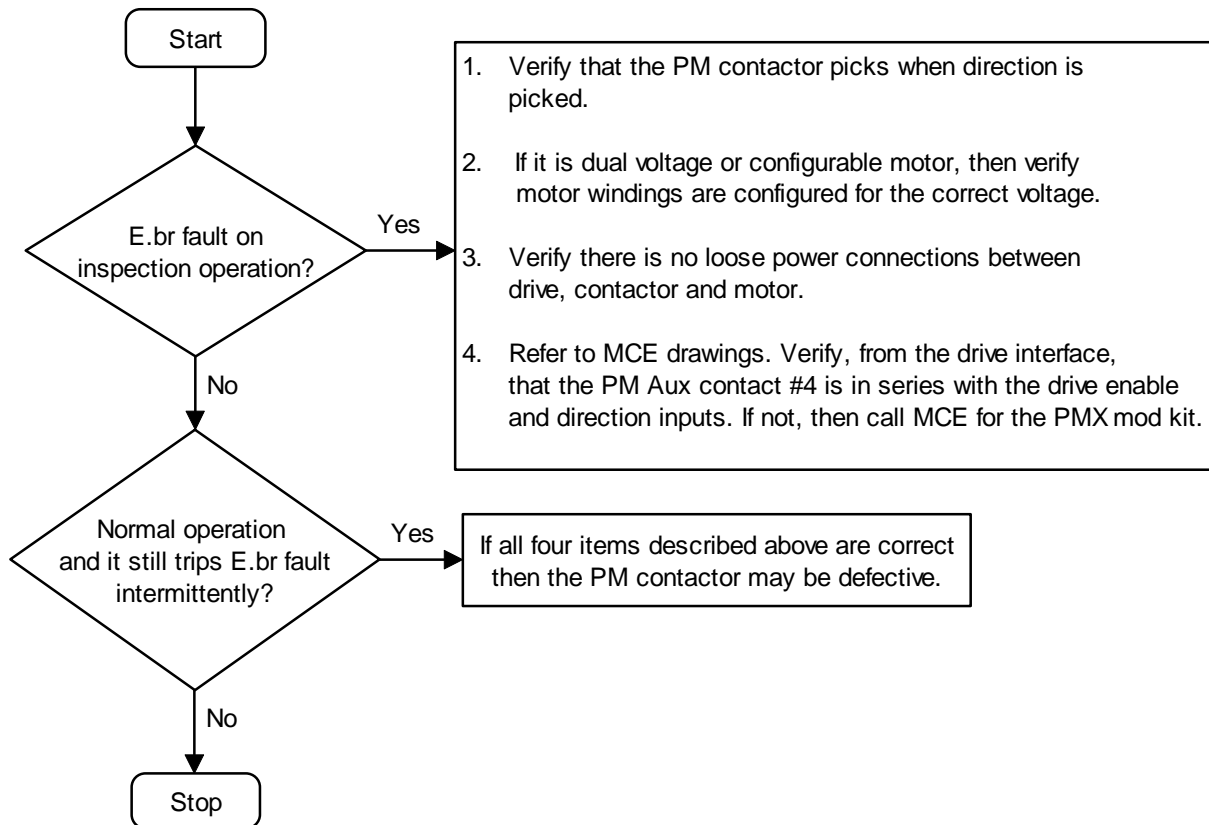 Start
E.br fault on
inspection operation?
Yes
1. Verify that the PM contactor picks when direction is
picked.
2. If it is dual voltage or configurable motor, then verify
motor windings are configured for the correct voltage.
3. Verify there is no loose power connections between
drive, contactor and motor.
4. Refer to MCE drawings. Verify, from the drive interface,
that the PM Aux contact #4 is in series with the drive enable
and direction inputs. If not, then call MCE for the PMX mod kit.
No
Normal operation
and it still trips E.br fault
intermittently?
Yes
If all four items described above are correct
then the PM contactor may be defective.
No
Stop